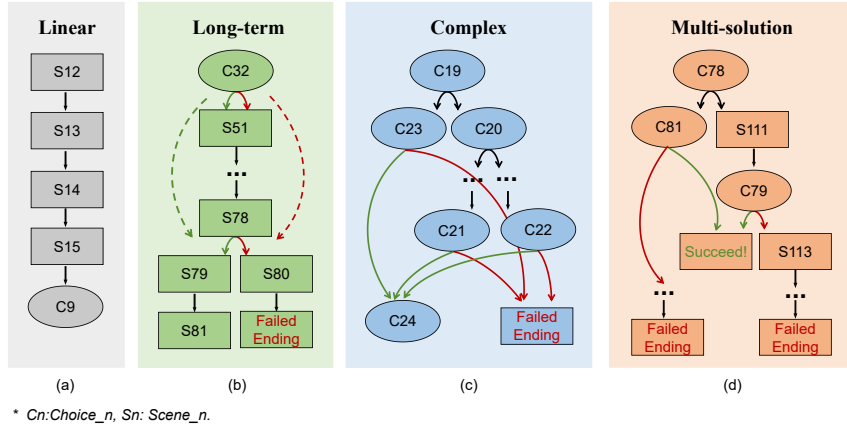 Linear
S12
S13
S14
S15
C9
(a)
Long-term
C32
S51
...
S78
S79
S80
S81
Failed
Ending
(b)
Complex
C19
C23
C20
... ...
C21
C22
C24
Failed
Ending
(c)
Multi-solution
C78
C81
S111
C79
Succeed!
S113
...
...
Failed
Ending
Failed
Ending
(d)
* Cn:Choice_n, Sn: Scene_n.